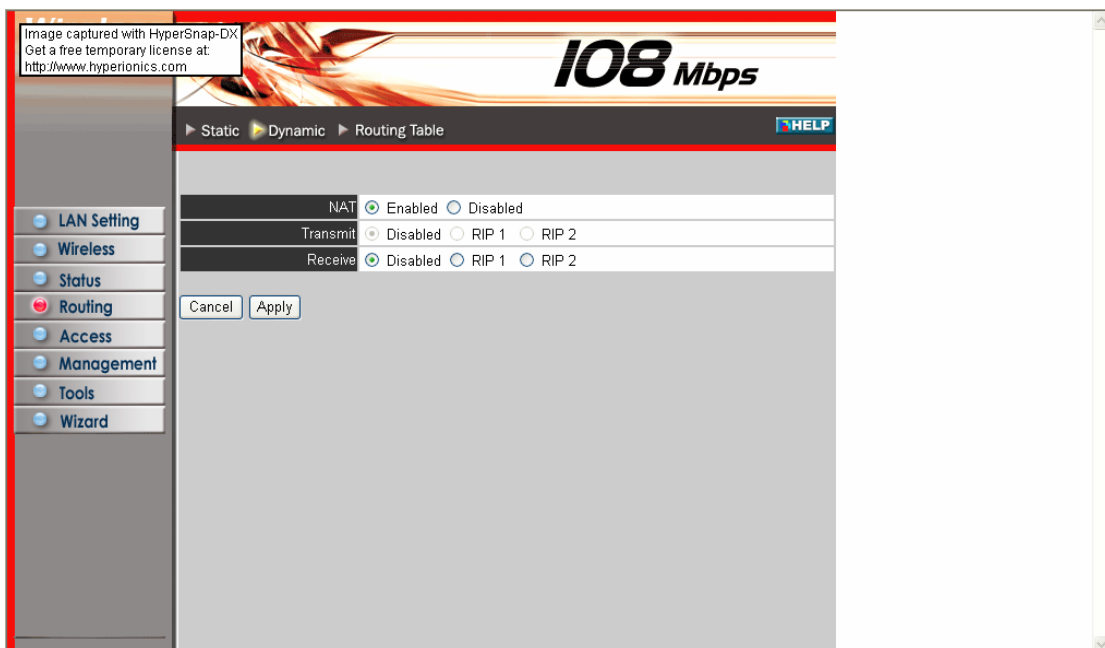 Image captured with HyperSnap-DX
Get a free temporary license at:
http://www.hyperionics.com
108 Mbps
Static Dynamic Routing Table HELP
LAN Setting
Wireless
Status
Routing
Access
Management
Tools
Wizard
NAT Enabled Disabled
Transmit Disabled RIP 1 RIP 2
Receive Disabled RIP 1 RIP 2
Cancel Apply